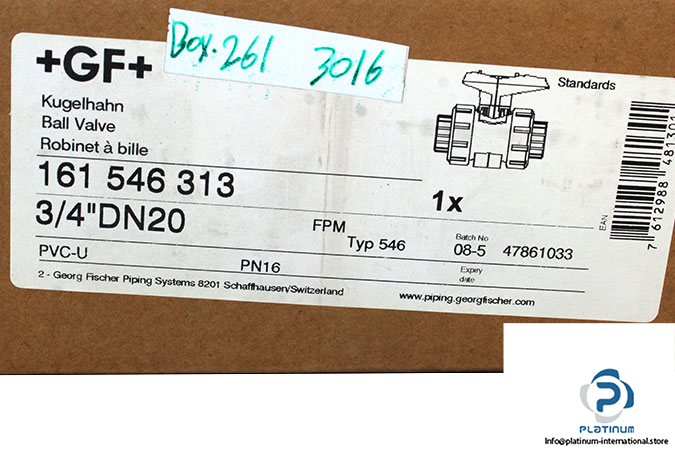 Box.261 3016
+GF+
Standards
Kugelhahn
Ball Valve
Robinet à bille
161 546 313
1x
3/4"DN20
FPM
Typ 546
Batch No
08-5 47861033
PVC-U
PN16
Expiry
date
2 - Georg Fischer Piping Systems 8201 Schaffhausen/Switzerland
www.piping.georgfischer.com
EAN
7 612988 481301
PLATINUM
Info@platinum-international.store